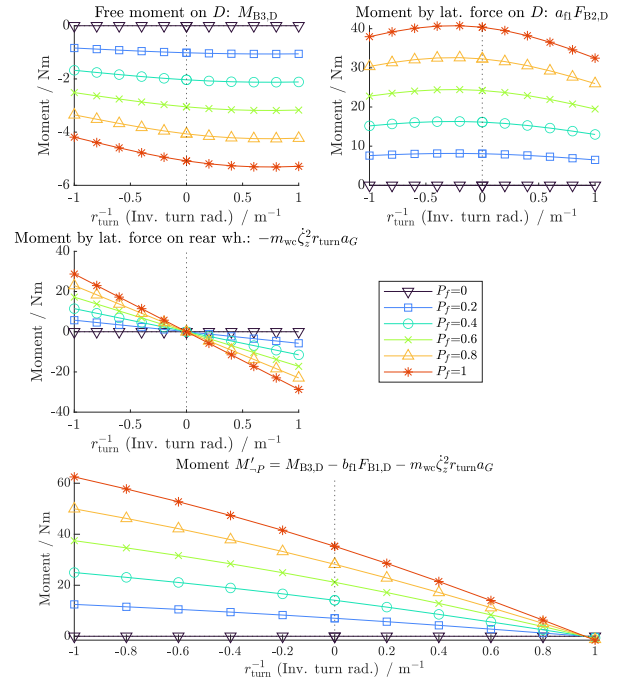 Free moment on D: M_B3,D
Moment / Nm
0
-2
-4
-6
-1 -0.5 0 0.5 1
r_turn^-1 (Inv. turn rad.) / m^-1
Moment by lat. force on D: a_f1 F_B2,D
Moment / Nm
40
30
20
10
0
-1 -0.5 0 0.5 1
r_turn^-1 (Inv. turn rad.) / m^-1
Moment by lat. force on rear wh.: −m_wc ζ̇_z^2 r_turn a_G
Moment / Nm
40
20
0
-20
-40
-1 -0.5 0 0.5 1
r_turn^-1 (Inv. turn rad.) / m^-1
P_f=0
P_f=0.2
P_f=0.4
P_f=0.6
P_f=0.8
P_f=1
Moment M′_¬P = M_B3,D − b_f1 F_B1,D − m_wc ζ̇_z^2 r_turn a_G
Moment / Nm
60
40
20
0
-1 -0.8 -0.6 -0.4 -0.2 0 0.2 0.4 0.6 0.8 1
r_turn^-1 (Inv. turn rad.) / m^-1